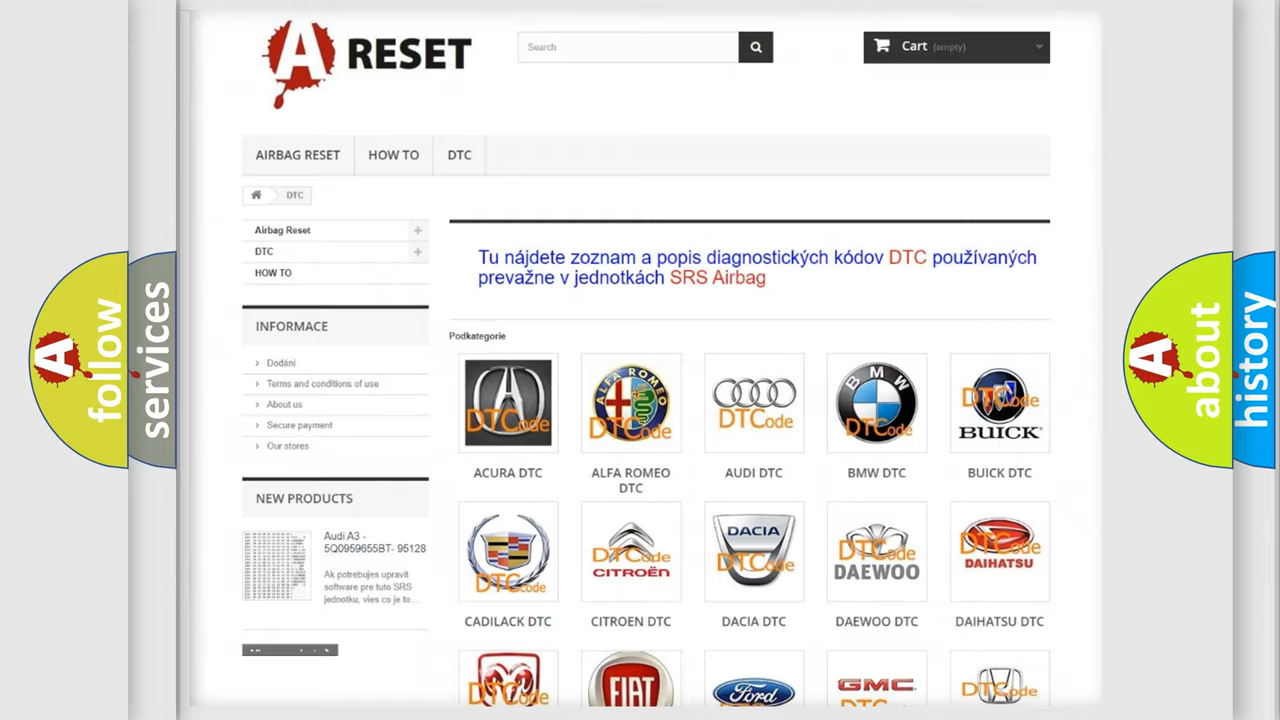 A RESET
Search
Cart (empty)
AIRBAG RESET
HOW TO
DTC
DTC
Airbag Reset
DTC
HOW TO
INFORMACE
Dodání
Terms and conditions of use
About us
Secure payment
Our stores
NEW PRODUCTS
Audi A3 -
5Q0959655BT- 95128
Ak potrebujes upravit
software pre tuto SRS
jednotku, vies co je to...
Tu nájdete zoznam a popis diagnostických kódov DTC používaných
prevažne v jednotkách SRS Airbag
Podkategorie
DTCode
ALFA ROMEO
DTCode
DTCode
BMW
DTCode
DTCode
BUICK
ACURA DTC
ALFA ROMEO
DTC
AUDI DTC
BMW DTC
BUICK DTC
DTCode
DTCode
CITROËN
DACIA
DTCode
DTCode
DAEWOO
DTCode
DAIHATSU
CADILACK DTC
CITROEN DTC
DACIA DTC
DAEWOO DTC
DAIHATSU DTC
DTCode
FIAT
Ford
GMC
DTCode
A follow
services
A about
history